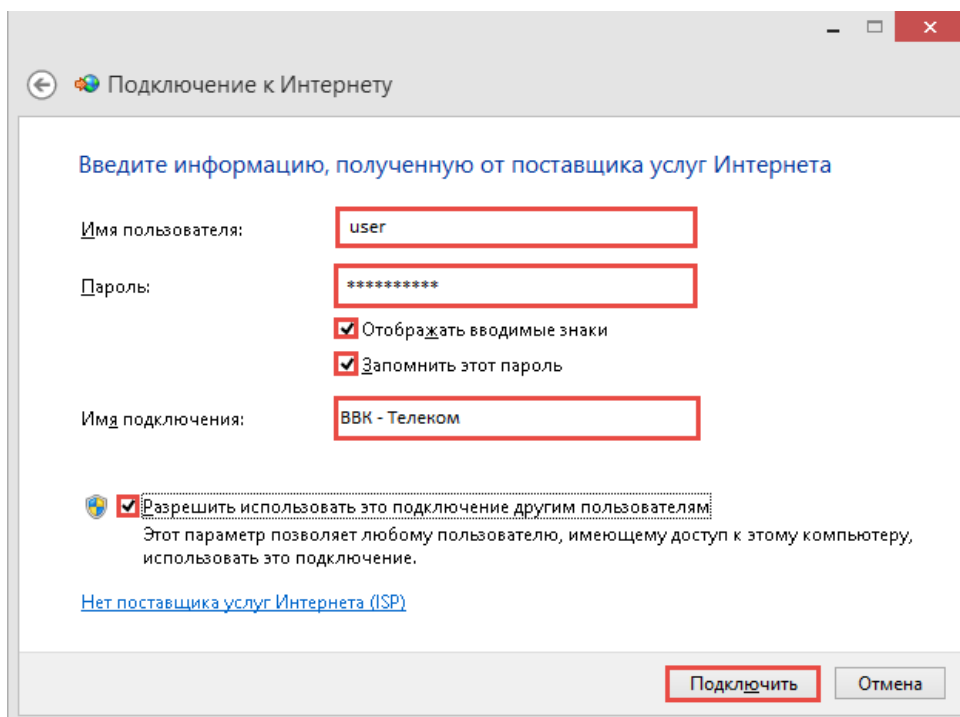 Подключение к Интернету
Введите информацию, полученную от поставщика услуг Интернета
Имя пользователя: user
Пароль: **********
Отображать вводимые знаки
Запомнить этот пароль
Имя подключения: ВВК - Телеком
Разрешить использовать это подключение другим пользователям
Этот параметр позволяет любому пользователю, имеющему доступ к этому компьютеру,
использовать это подключение.
Нет поставщика услуг Интернета (ISP)
Подключить Отмена